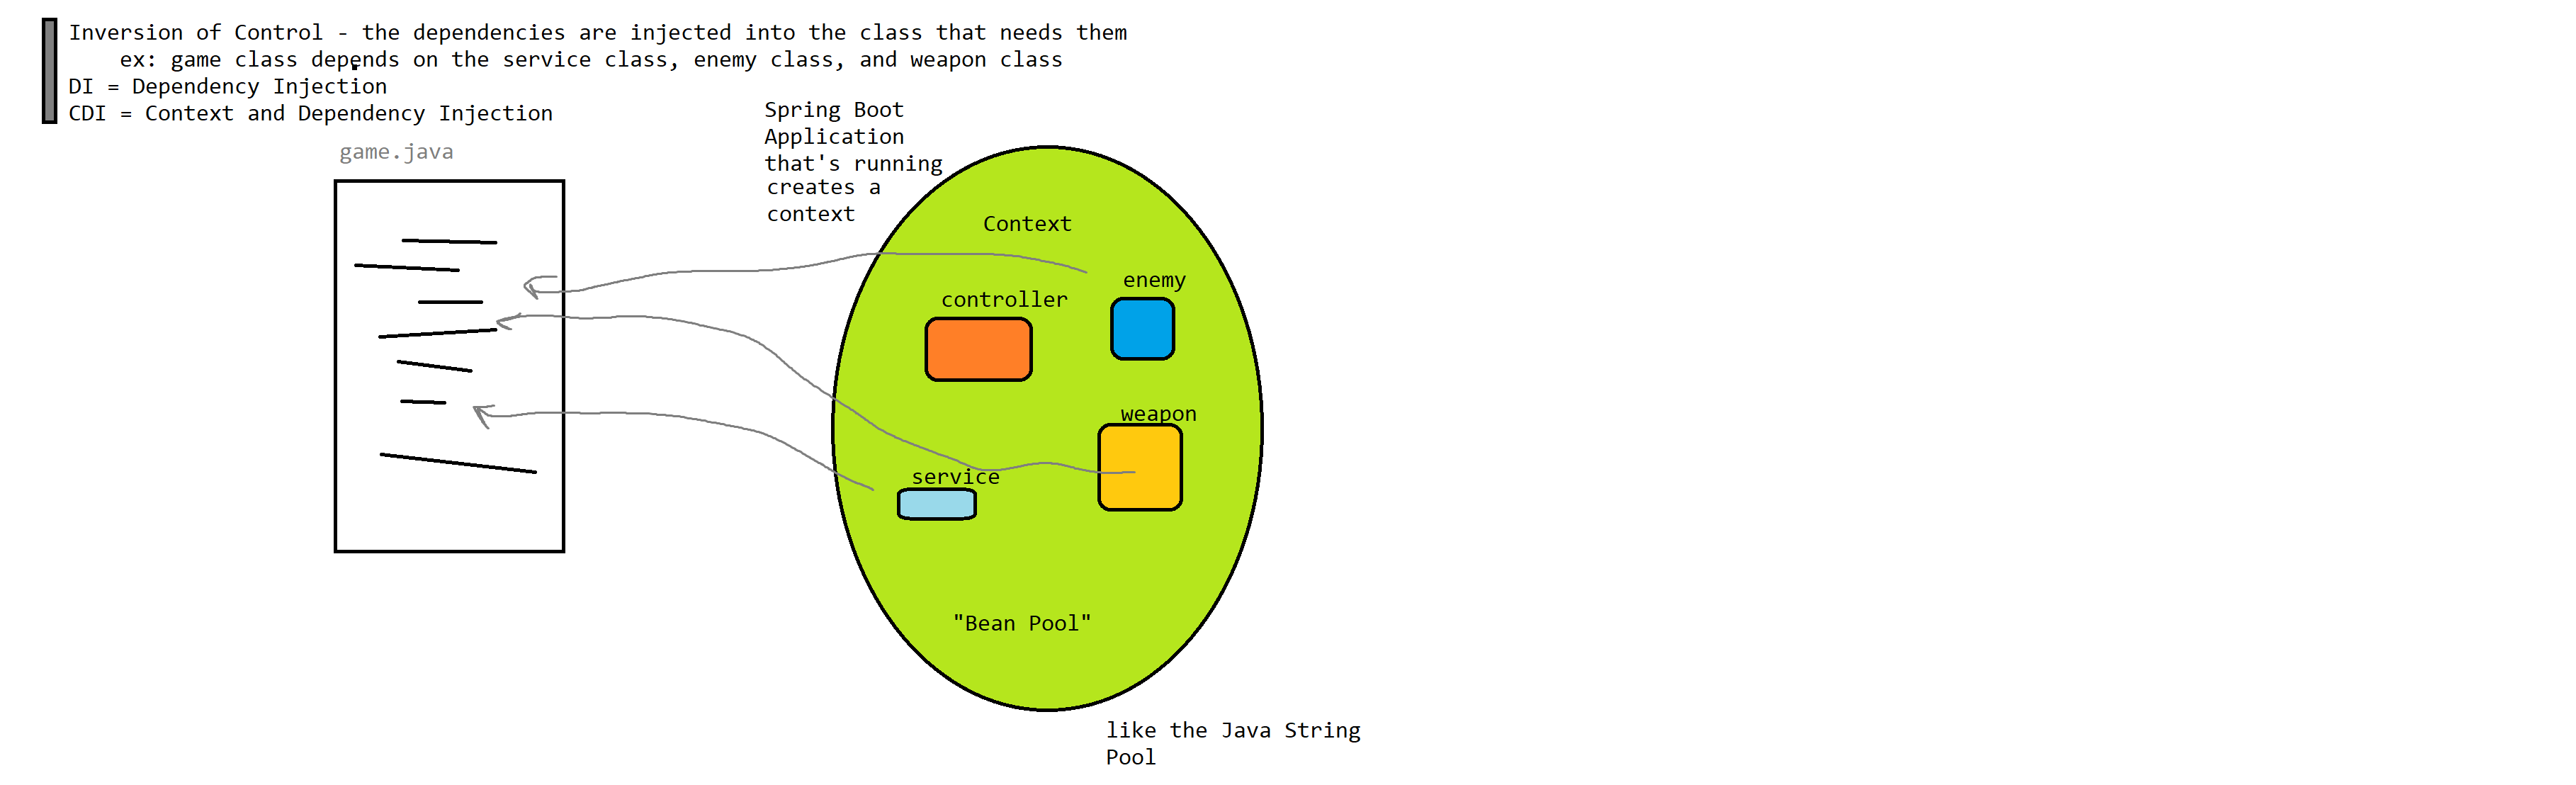 Inversion of Control - the dependencies are injected into the class that needs them
ex: game class depends on the service class, enemy class, and weapon class
DI = Dependency Injection
CDI = Context and Dependency Injection
game.java
Spring Boot
Application
that's running
creates a
context
Context
enemy
controller
weapon
service
"Bean Pool"
like the Java String
Pool